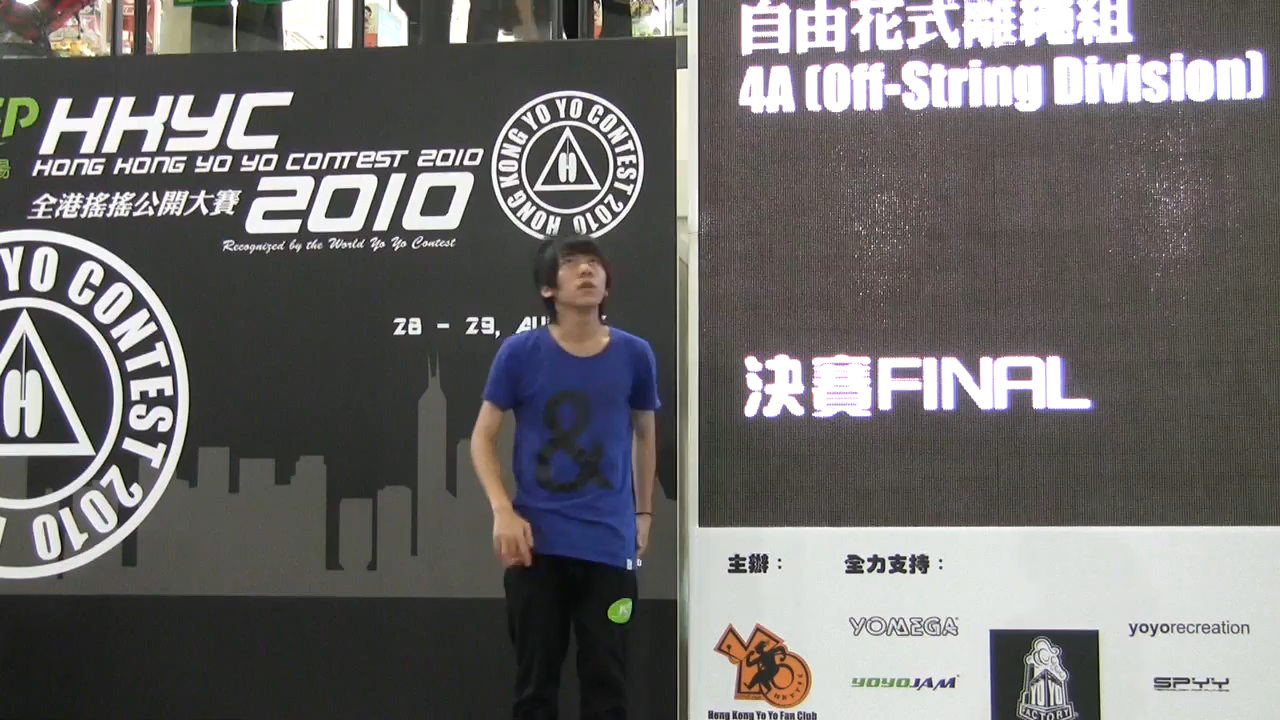 HKYC
HONG KONG YO YO CONTEST 2010
全港搖搖公開大賽 2010
Recognized by the World Yo Yo Contest
HONG KONG YO YO CONTEST 2010
H
YO CONTEST 2010
H
28 - 29,
&
自由花式離繩組
4A (Off-String Division)
決賽FINAL
主辦：
全力支持：
Hong Kong Yo Yo Fan Club
YOMEGA
YOYOJAM
YOYO
FACTORY
yoyorecreation
SPYY